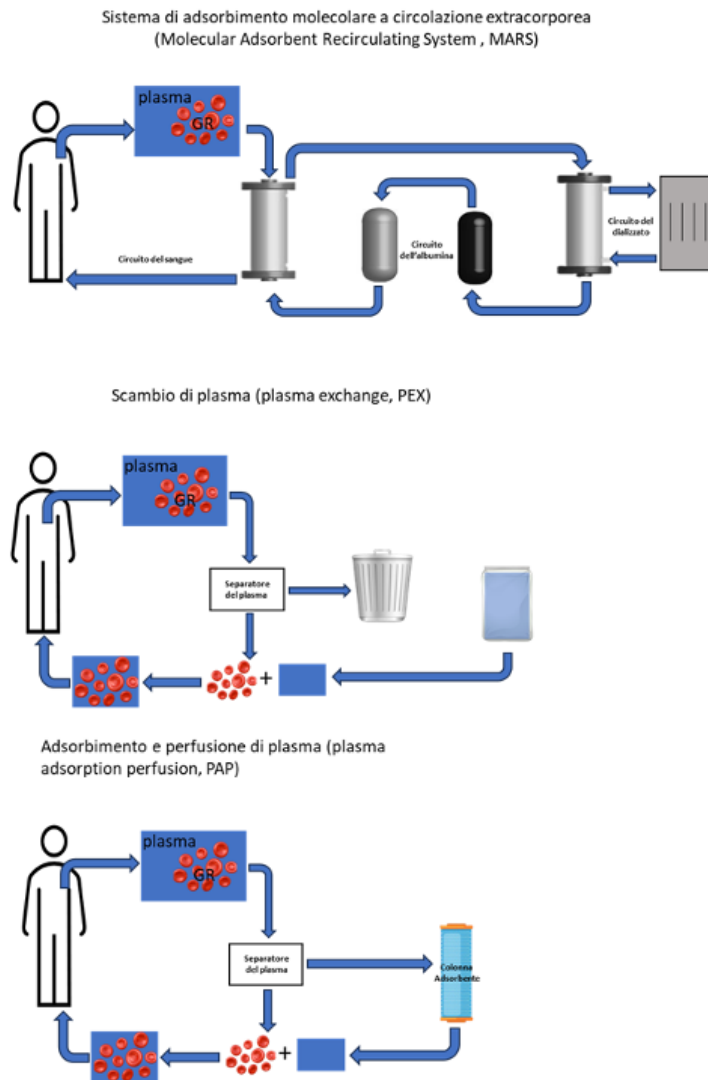 Sistema di adsorbimento molecolare a circolazione extracorporea
(Molecular Adsorbent Recirculating System , MARS)
plasma
GR
Circuito del sangue
Circuito
dell'albumina
Circuito del
dializzato
Scambio di plasma (plasma exchange, PEX)
plasma
GR
Separatore
del plasma
+
Adsorbimento e perfusione di plasma (plasma
adsorption perfusion, PAP)
plasma
GR
Separatore
del plasma
Colonna
Adsorbente
+